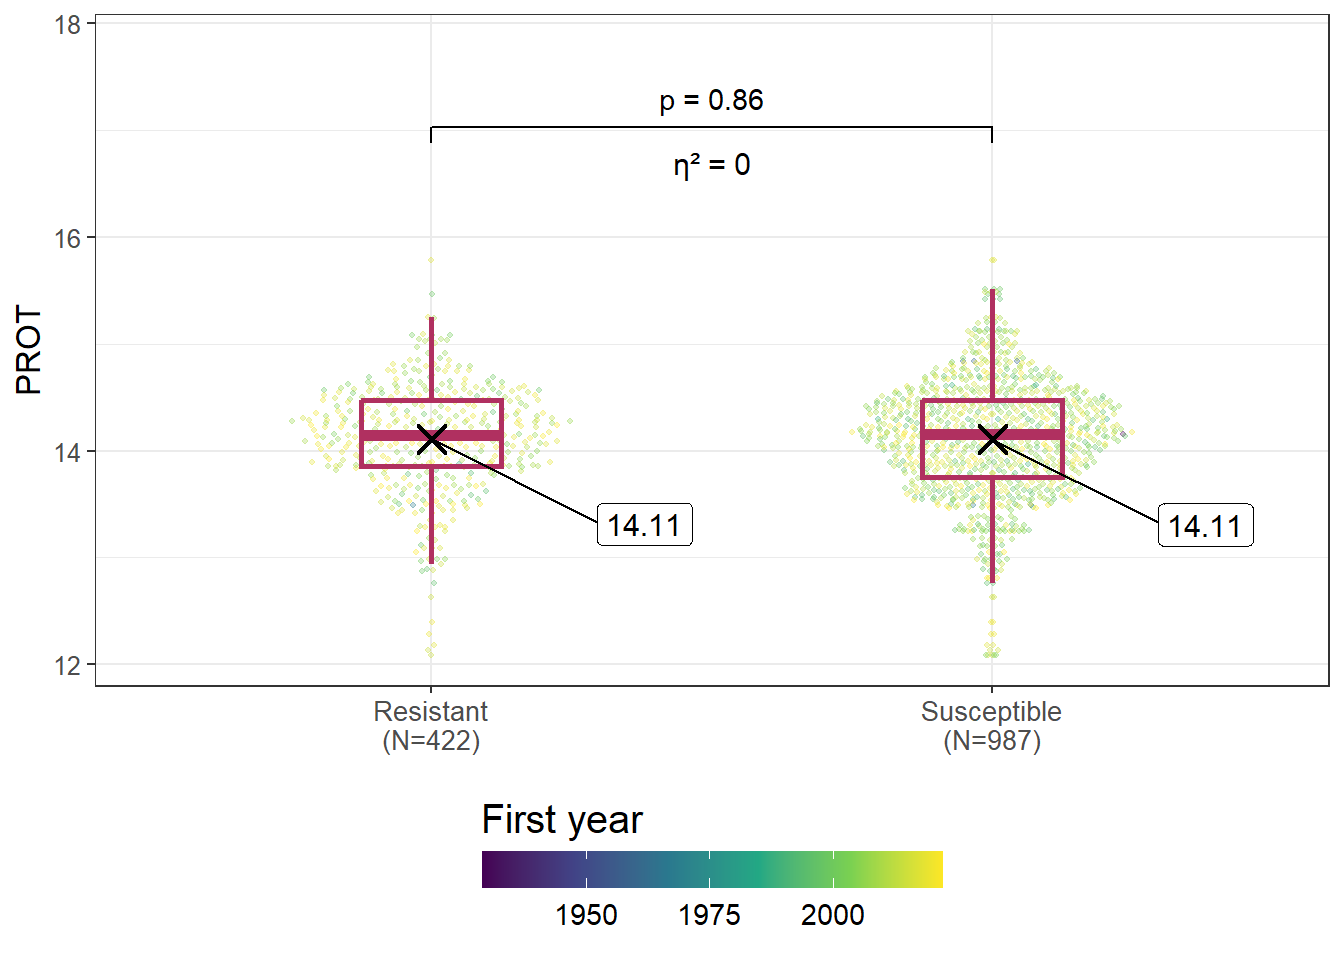 18
p = 0.86
η² = 0
16
PROT
14
14.11
14.11
12
Resistant
(N=422)
Susceptible
(N=987)
First year
1950
1975
2000